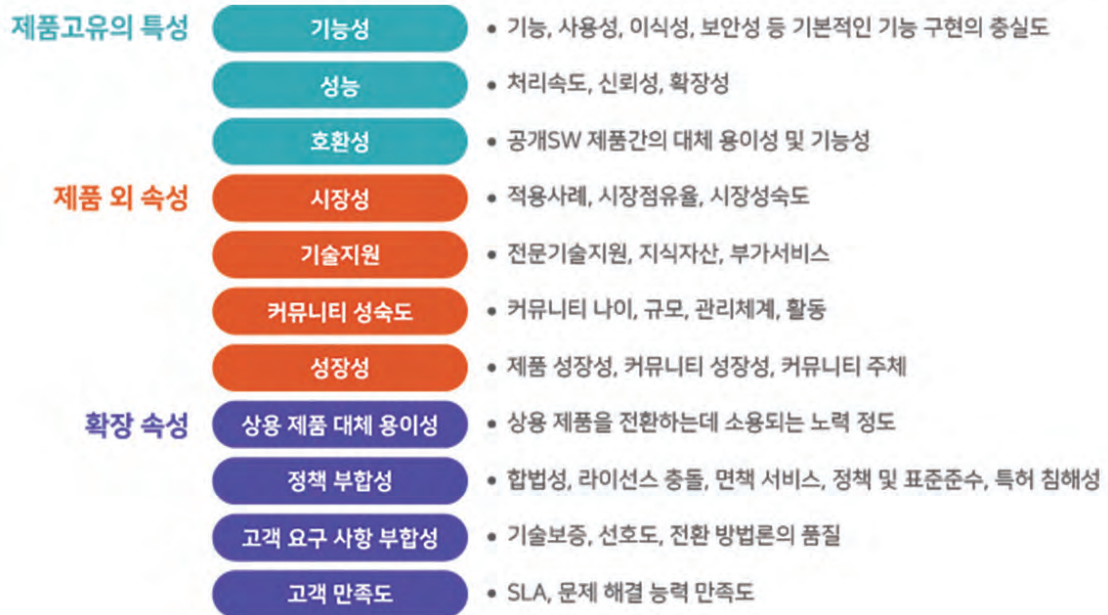 제품고유의 특성 기능성 • 기능, 사용성, 이식성, 보안성 등 기본적인 기능 구현의 충실도
성능 • 처리속도, 신뢰성, 확장성
호환성 • 공개SW 제품간의 대체 용이성 및 기능성
제품 외 속성 시장성 • 적용사례, 시장점유율, 시장성숙도
기술지원 • 전문기술지원, 지식자산, 부가서비스
커뮤니티 성숙도 • 커뮤니티 나이, 규모, 관리체계, 활동
성장성 • 제품 성장성, 커뮤니티 성장성, 커뮤니티 주체
확장 속성 상용 제품 대체 용이성 • 상용 제품을 전환하는데 소용되는 노력 정도
정책 부합성 • 합법성, 라이선스 충돌, 면책 서비스, 정책 및 표준준수, 특허 침해성
고객 요구 사항 부합성 • 기술보증, 선호도, 전환 방법론의 품질
고객 만족도 • SLA, 문제 해결 능력 만족도